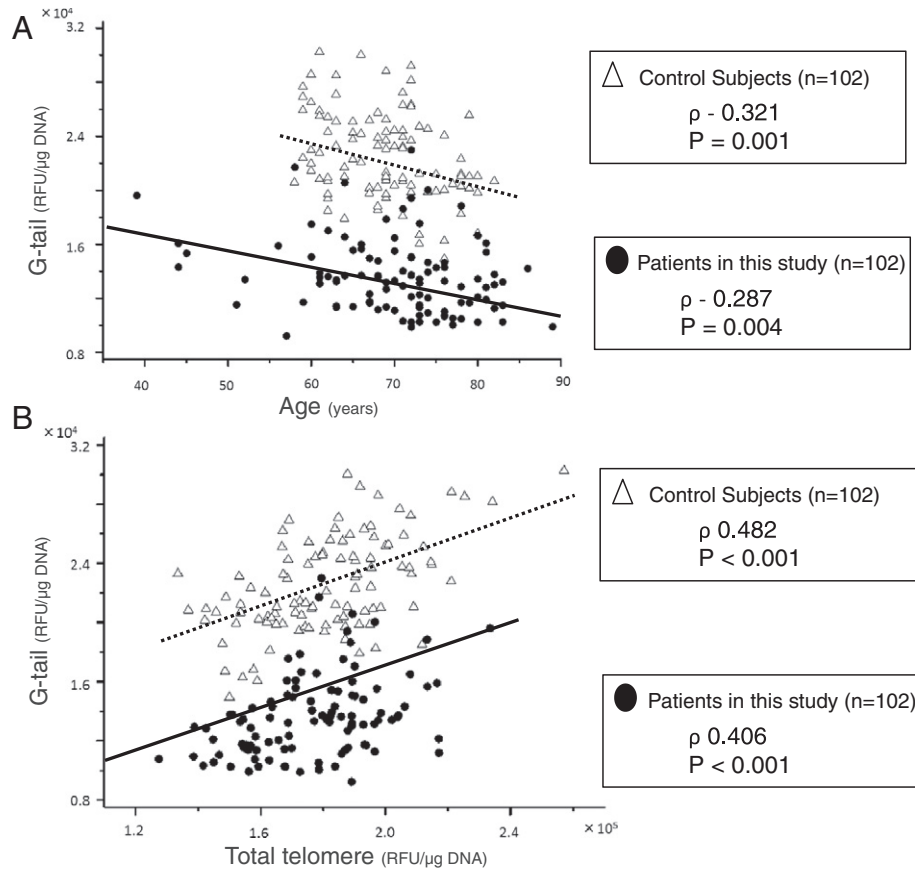 A
×10⁴
3.2
2.4
1.6
0.8
G-tail (RFU/µg DNA)
40
50
60
70
80
90
Age (years)
Control Subjects (n=102)
ρ - 0.321
P = 0.001
Patients in this study (n=102)
ρ - 0.287
P = 0.004
B
×10⁴
3.2
2.4
1.6
0.8
G-tail (RFU/µg DNA)
1.2
1.6
2.0
2.4
×10⁵
Total telomere (RFU/µg DNA)
Control Subjects (n=102)
ρ 0.482
P < 0.001
Patients in this study (n=102)
ρ 0.406
P < 0.001